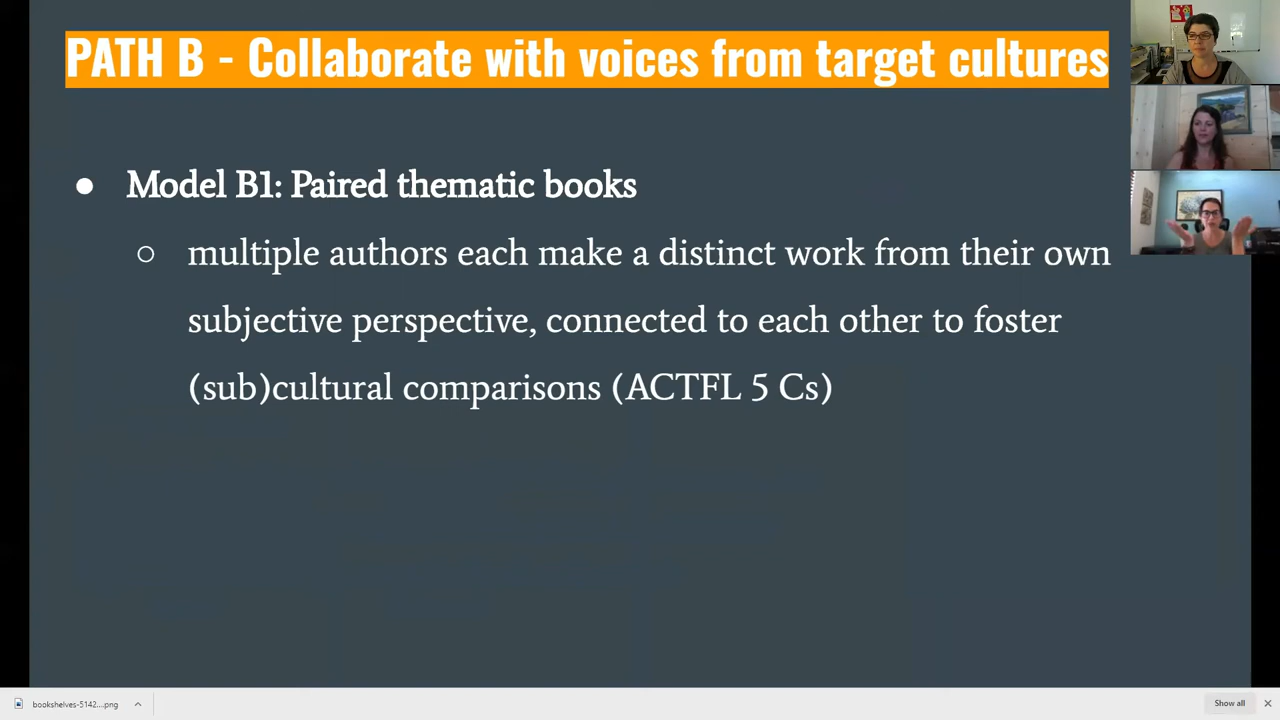 PATH B - Collaborate with voices from target cultures
● Model B1: Paired thematic books
○ multiple authors each make a distinct work from their own
subjective perspective, connected to each other to foster
(sub)cultural comparisons (ACTFL 5 Cs)
bookshelves-5142....png
Show all